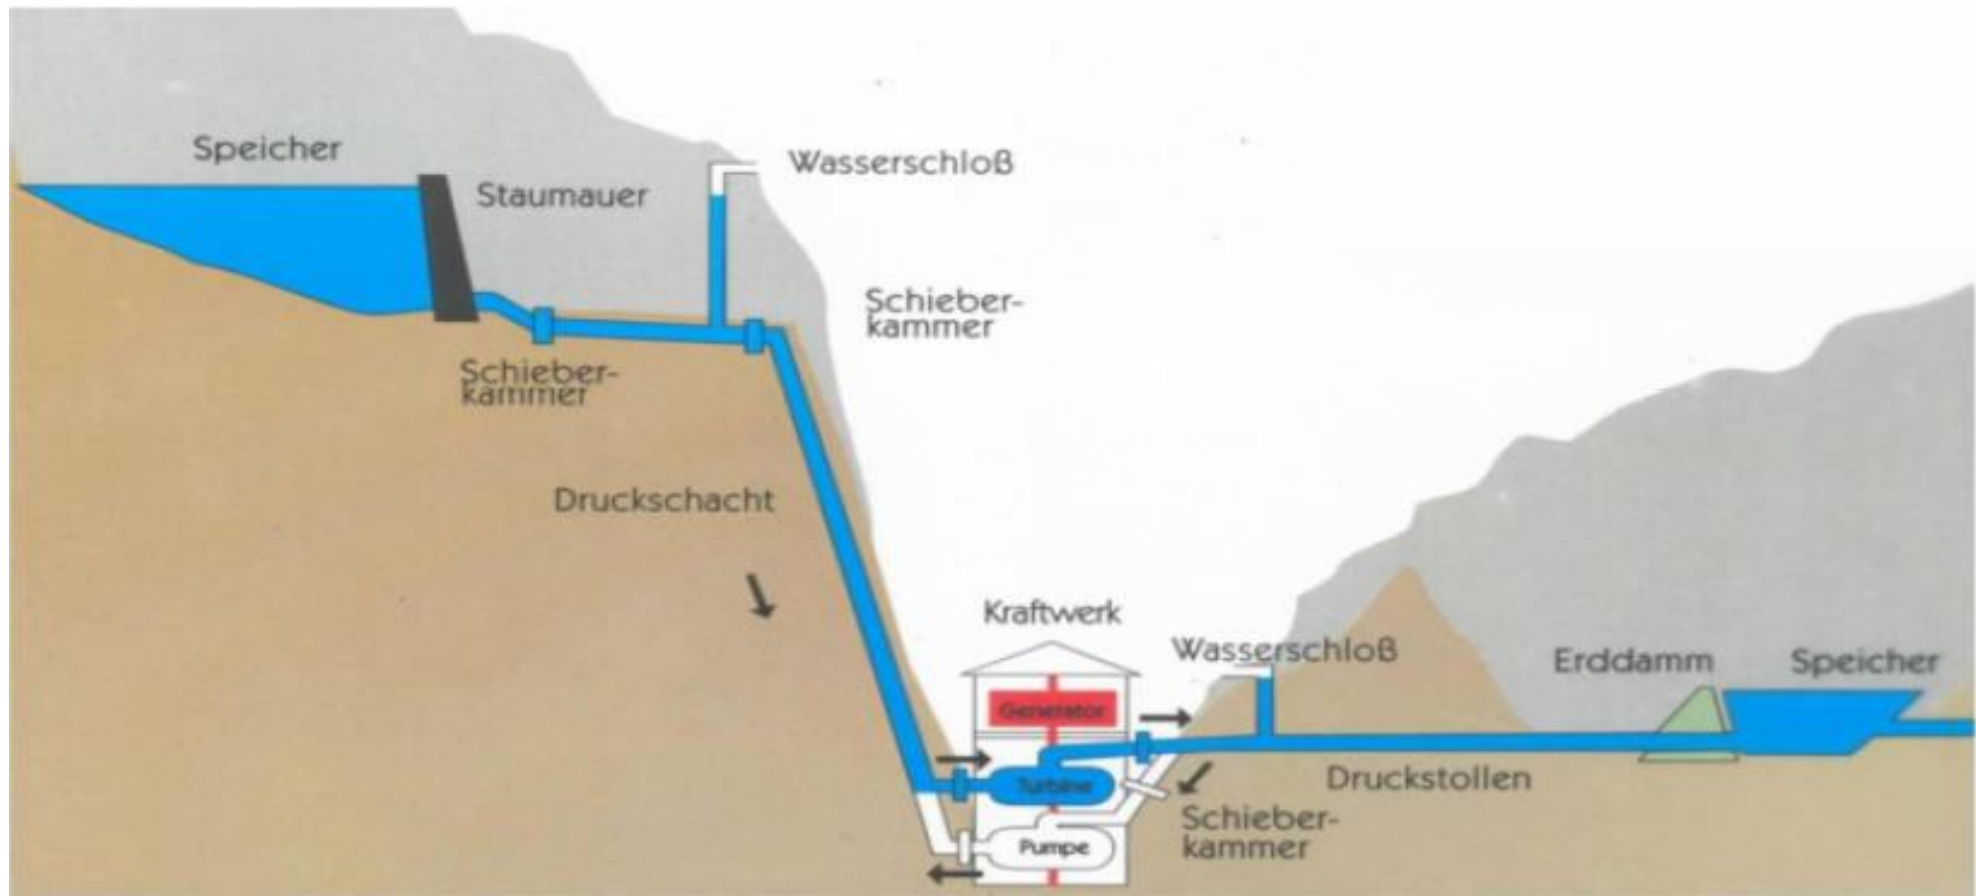 Speicher
Wasserschloß
Staumauer
Schieber-
kammer
Schieber-
kammer
Druckschacht
Kraftwerk
Wasserschloß
Erddamm
Speicher
Generator
Turbine
Druckstollen
Schieber-
kammer
Pumpe